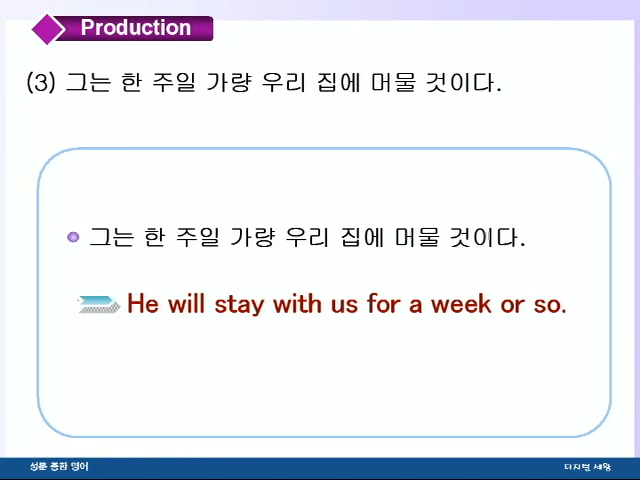 Production
(3) 그는 한 주일 가량 우리 집에 머물 것이다.
그는 한 주일 가량 우리 집에 머물 것이다.
He will stay with us for a week or so.
성문 종합 영어
디지털 세왕